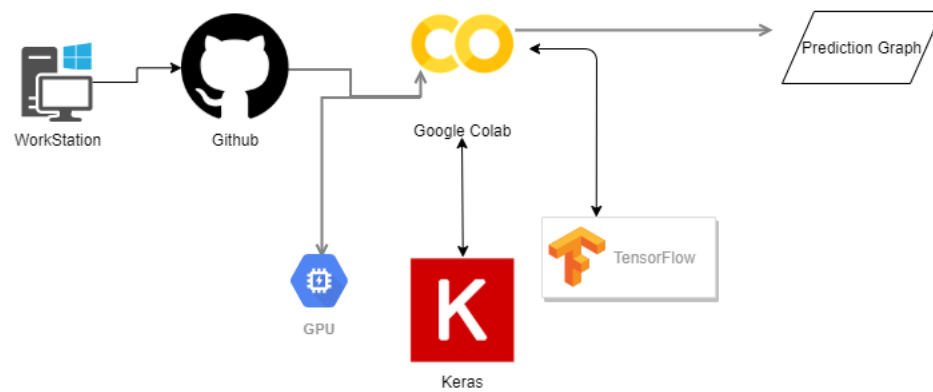 Prediction Graph
WorkStation
Github
Google Colab
TensorFlow
GPU
K
Keras